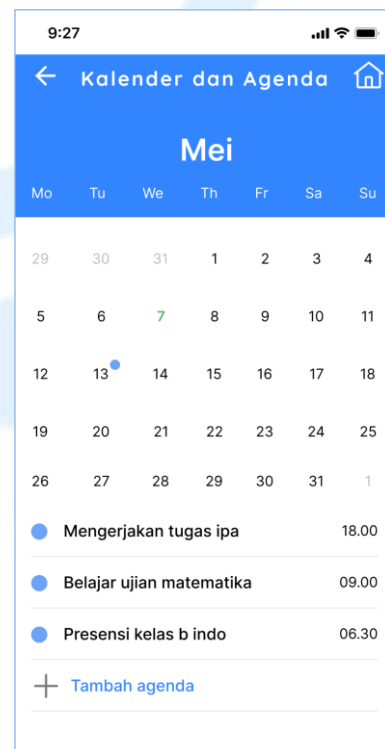 9:27
Kalender dan Agenda
Mei
Mo Tu We Th Fr Sa Su
29 30 31 1 2 3 4
5 6 7 8 9 10 11
12 13 14 15 16 17 18
19 20 21 22 23 24 25
26 27 28 29 30 31 1
Mengerjakan tugas ipa 18.00
Belajar ujian matematika 09.00
Presensi kelas b indo 06.30
Tambah agenda